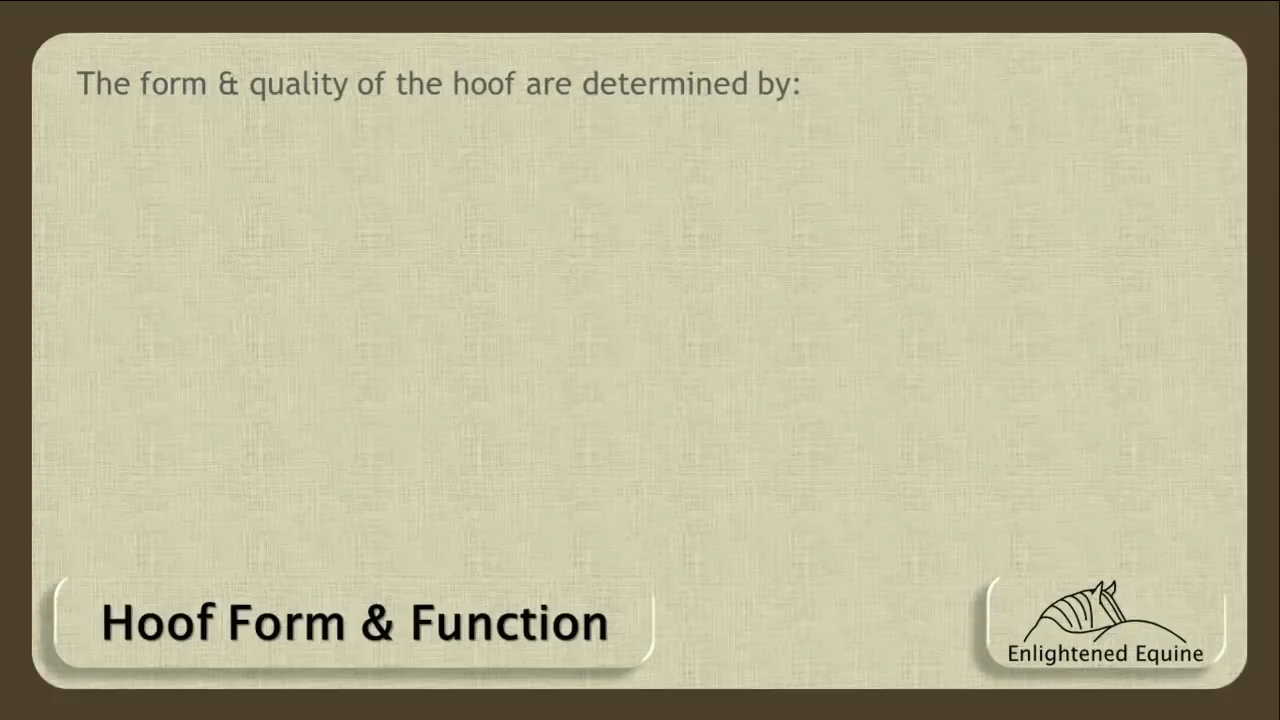 The form & quality of the hoof are determined by:
Hoof Form & Function
Enlightened Equine